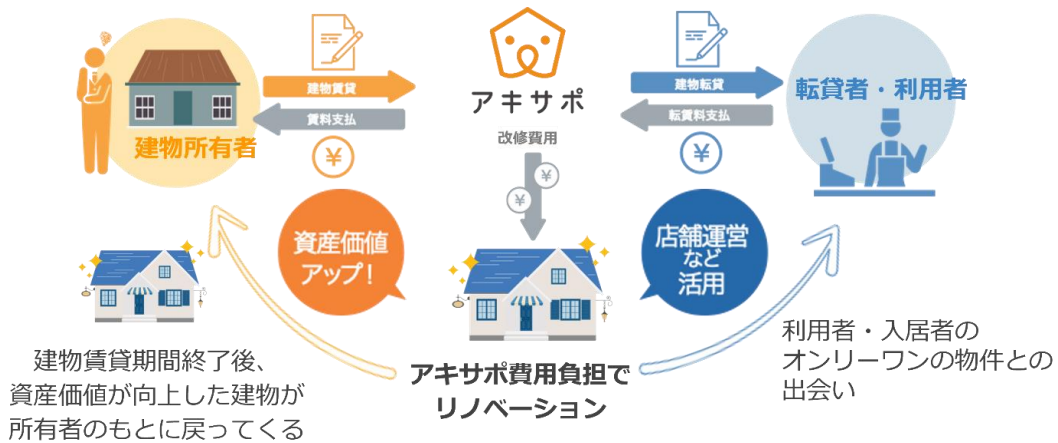 建物所有者
建物賃貸
賃料支払
¥
アキサポ
改修費用
¥
¥
建物転貸
転賃料支払
¥
転貸者・利用者
資産価値
アップ!
店舗運営
など
活用
建物賃貸期間終了後、
資産価値が向上した建物が
所有者のもとに戻ってくる
アキサポ費用負担で
リノベーション
利用者・入居者の
オンリーワンの物件との
出会い